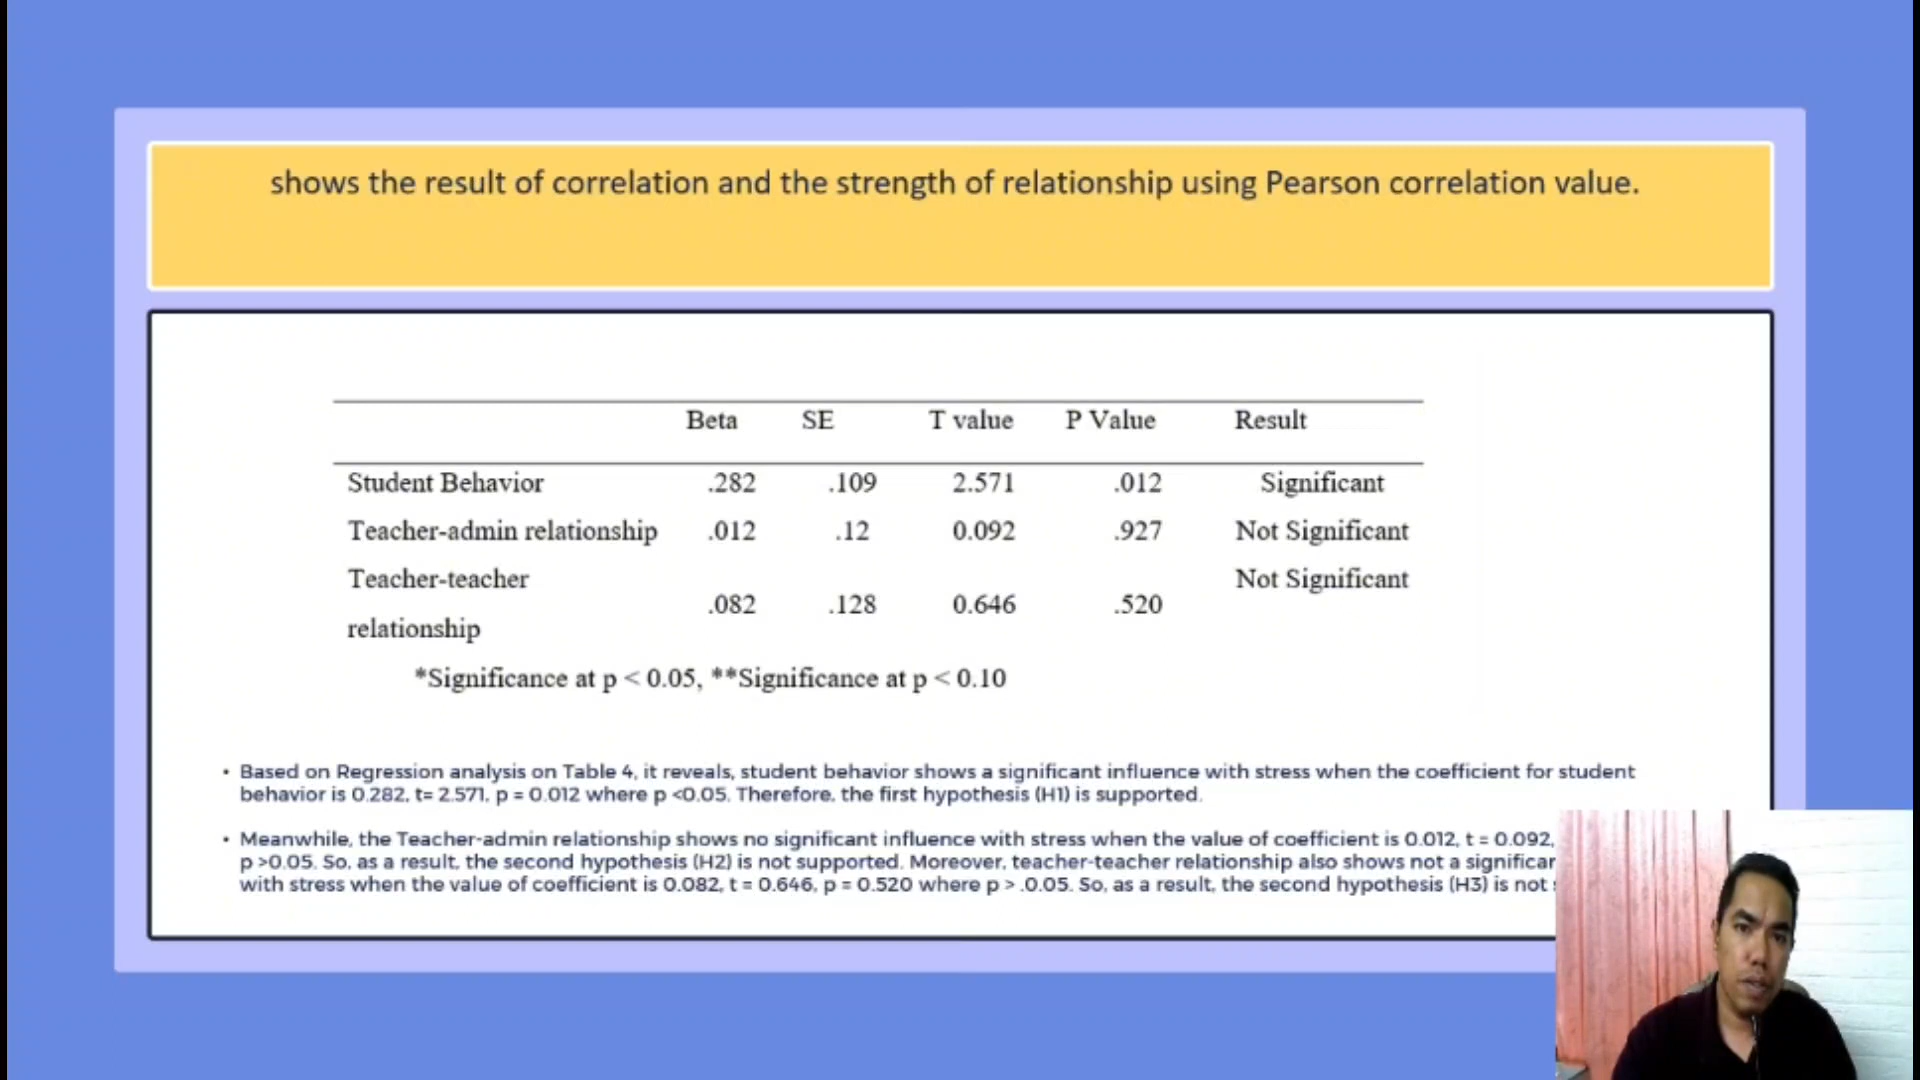 shows the result of correlation and the strength of relationship using Pearson correlation value.
Beta SE T value P Value Result
Student Behavior .282 .109 2.571 .012 Significant
Teacher-admin relationship .012 .12 0.092 .927 Not Significant
Teacher-teacher Not Significant
.082 .128 0.646 .520
relationship
*Significance at p < 0.05, **Significance at p < 0.10
• Based on Regression analysis on Table 4, it reveals, student behavior shows a significant influence with stress when the coefficient for student
behavior is 0.282, t= 2.571, p = 0.012 where p <0.05. Therefore, the first hypothesis (H1) is supported.
• Meanwhile, the Teacher-admin relationship shows no significant influence with stress when the value of coefficient is 0.012, t = 0.092,
p >0.05. So, as a result, the second hypothesis (H2) is not supported. Moreover, teacher-teacher relationship also shows not a
with stress when the value of coefficient is 0.082, t = 0.646, p = 0.520 where p > .0.05. So, as a result, the second hypothesis (H3) is not